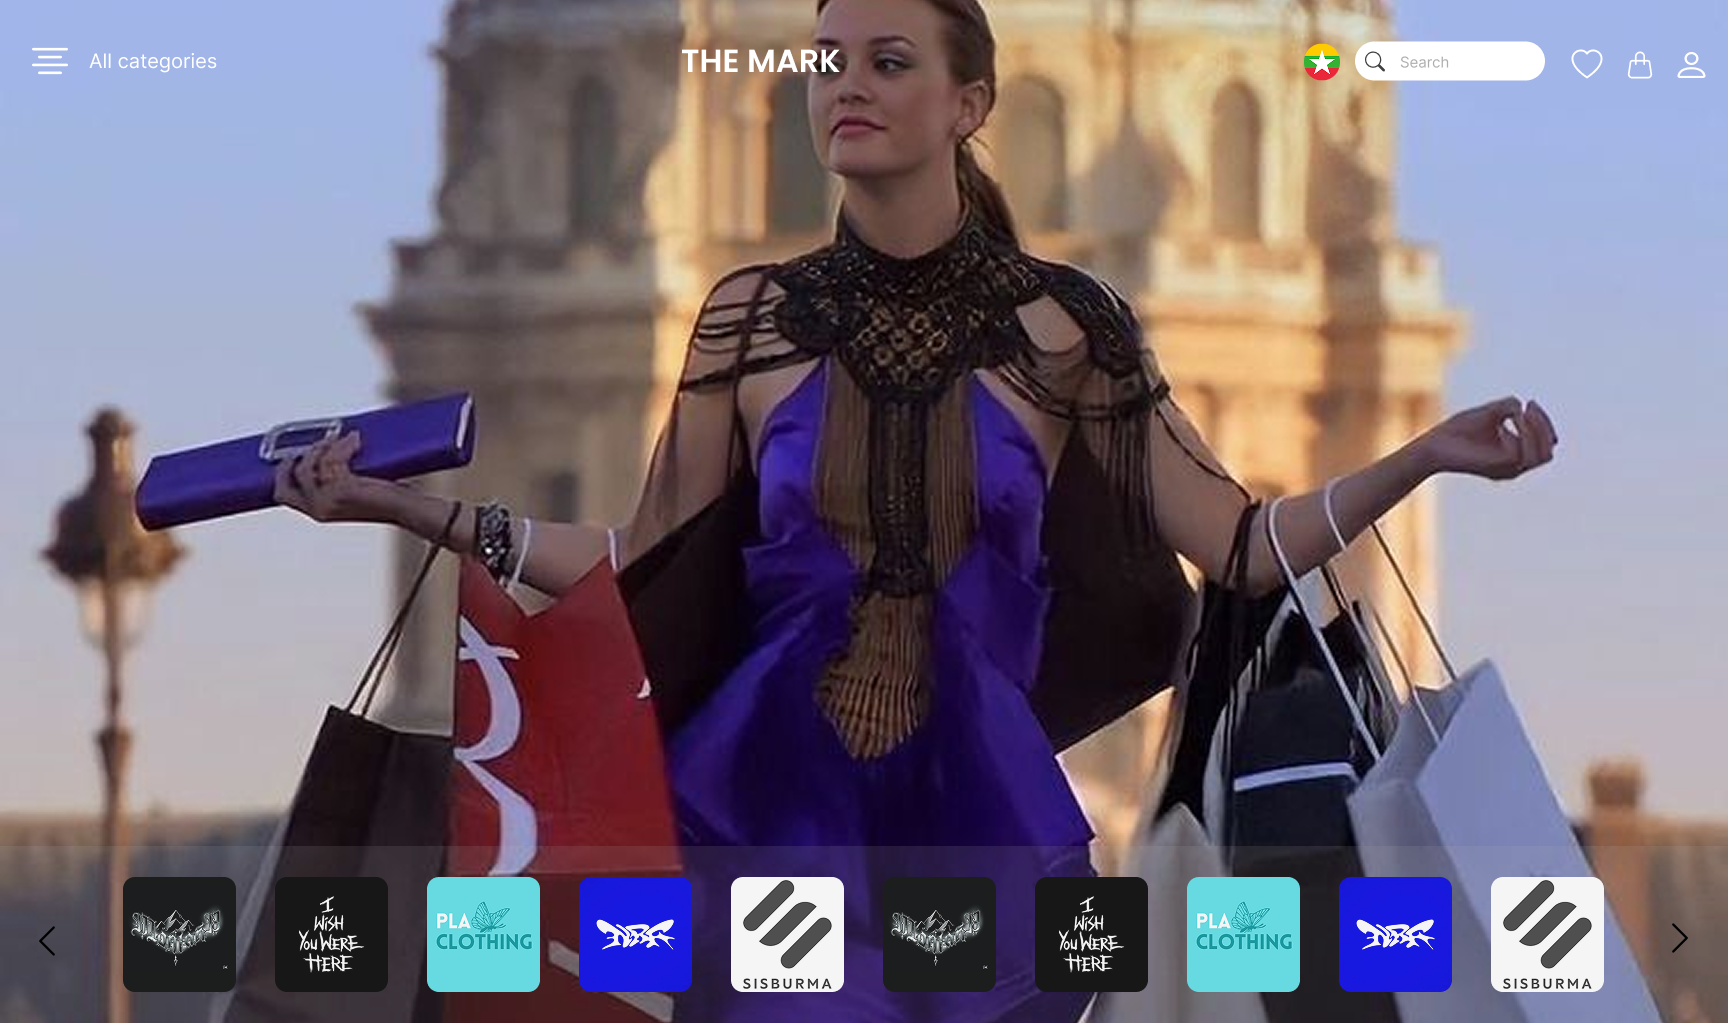 All categories
THE MARK
Search
I
WISH
YOU WERE
HERE
PLA
CLOTHING
SISBURMA
I
WISH
YOU WERE
HERE
PLA
CLOTHING
SISBURMA